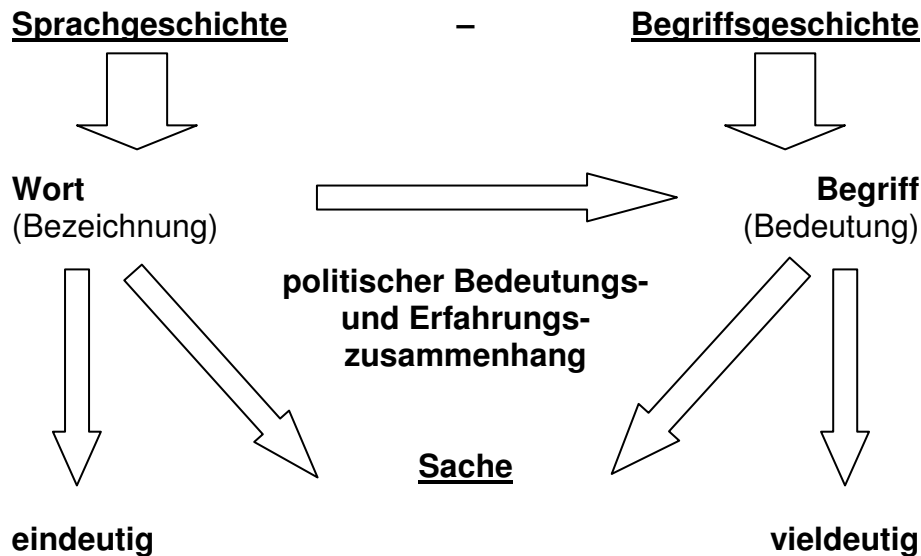 Sprachgeschichte – Begriffsgeschichte
Wort Begriff
(Bezeichnung) (Bedeutung)
politischer Bedeutungs-
und Erfahrungs-
zusammenhang
Sache
eindeutig vieldeutig